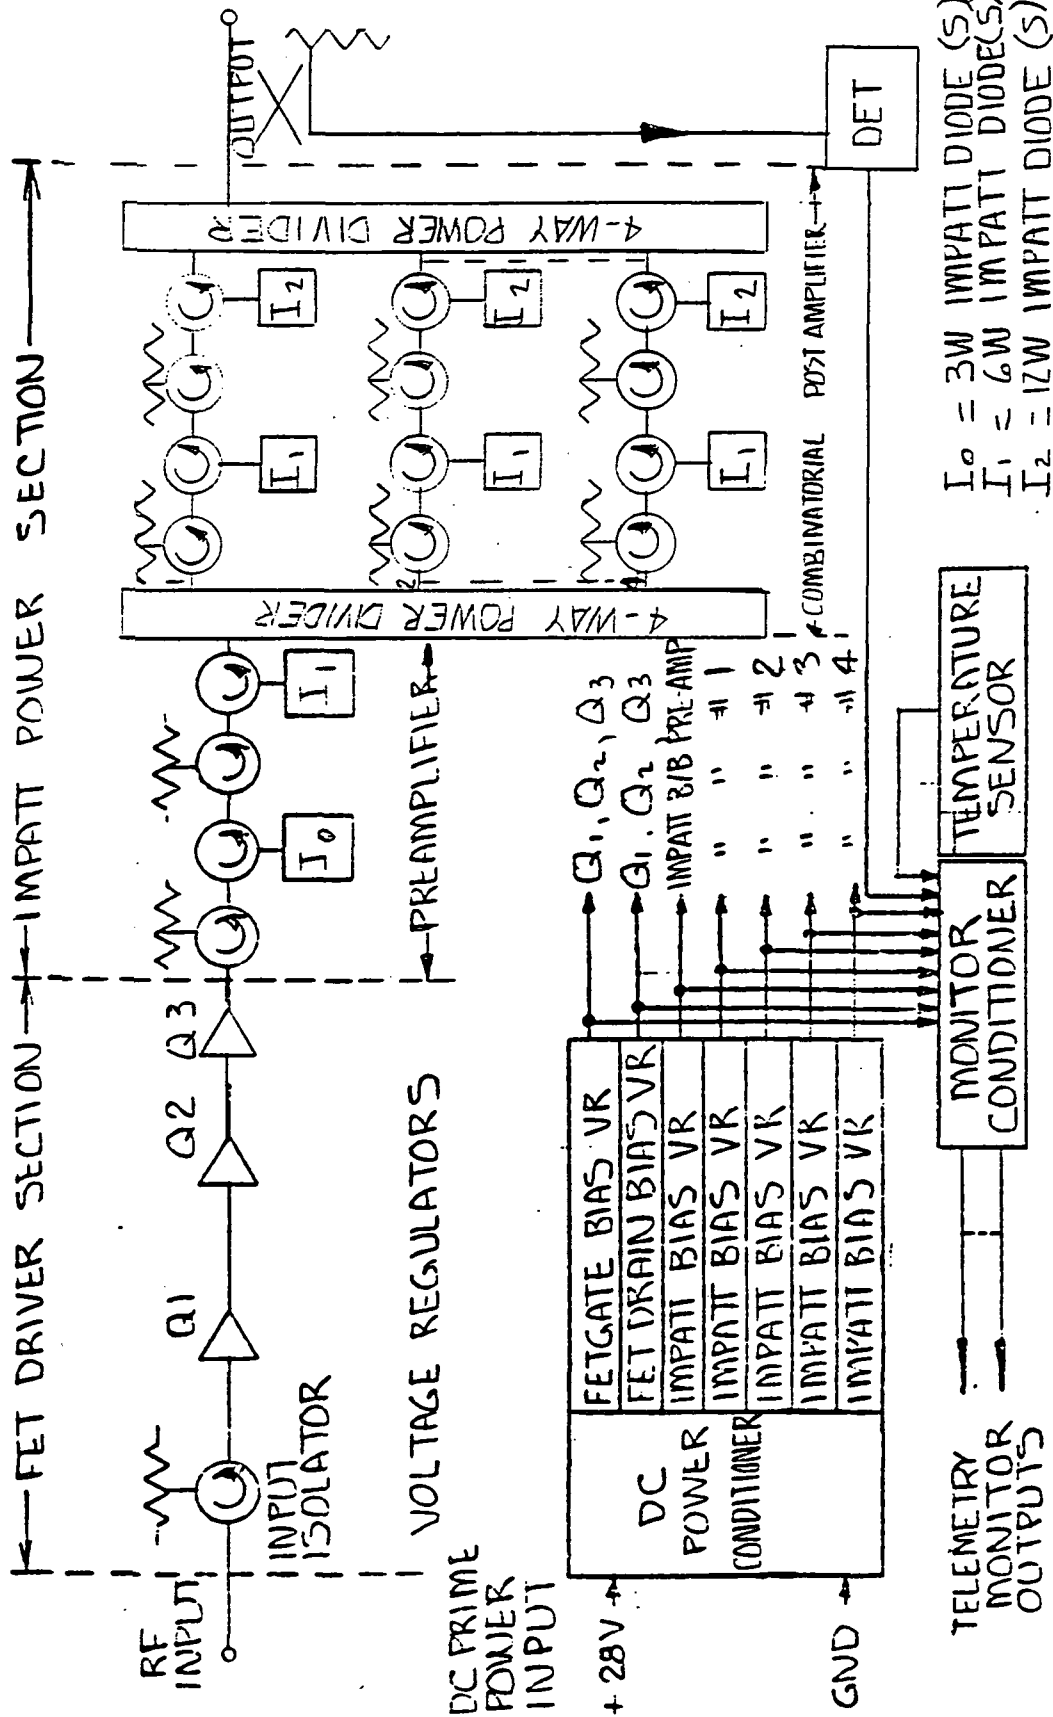 FET DRIVER SECTION
IMPATT POWER SECTION
RF
INPUT
INPUT
ISOLATOR
Q1
Q2
Q3
I0
I1
PREAMPLIFIER
4-WAY POWER DIVIDER
2
4
I1
I2
I1
I2
I1
I2
4-WAY POWER DIVIDER
OUTPUT
COMBINATORIAL POST AMPLIFIER
DET
VOLTAGE REGULATORS
DC PRIME
POWER
INPUT
+28V
GND
DC
POWER
CONDITIONER
FETGATE BIAS VR
FET DRAIN BIAS VR
IMPATT BIAS VR
IMPATT BIAS VR
IMPATT BIAS VR
IMPATT BIAS VR
IMPATT BIAS VR
Q1, Q2, Q3
Q1, Q2 Q3
IMPATT B/B PRE-AMP
" " #1
" " #2
" " #3
" " #4
MONITOR
CONDITIONER
TEMPERATURE
SENSOR
TELEMETRY
MONITOR
OUTPUTS
I0 = 3W IMPATT DIODE (S)
I1 = 6W IMPATT DIODE(S)
I2 = 12W IMPATT DIODE (S)